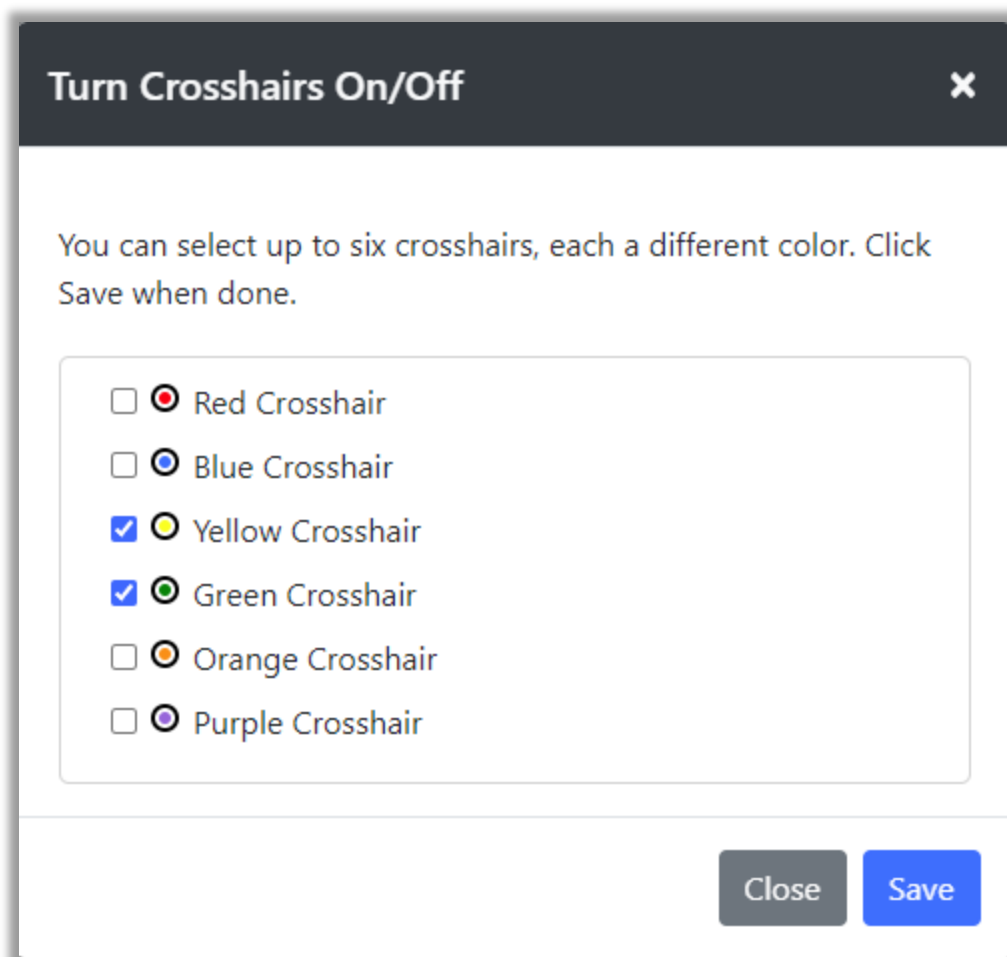 Turn Crosshairs On/Off
You can select up to six crosshairs, each a different color. Click
Save when done.
Red Crosshair
Blue Crosshair
Yellow Crosshair
Green Crosshair
Orange Crosshair
Purple Crosshair
Close Save